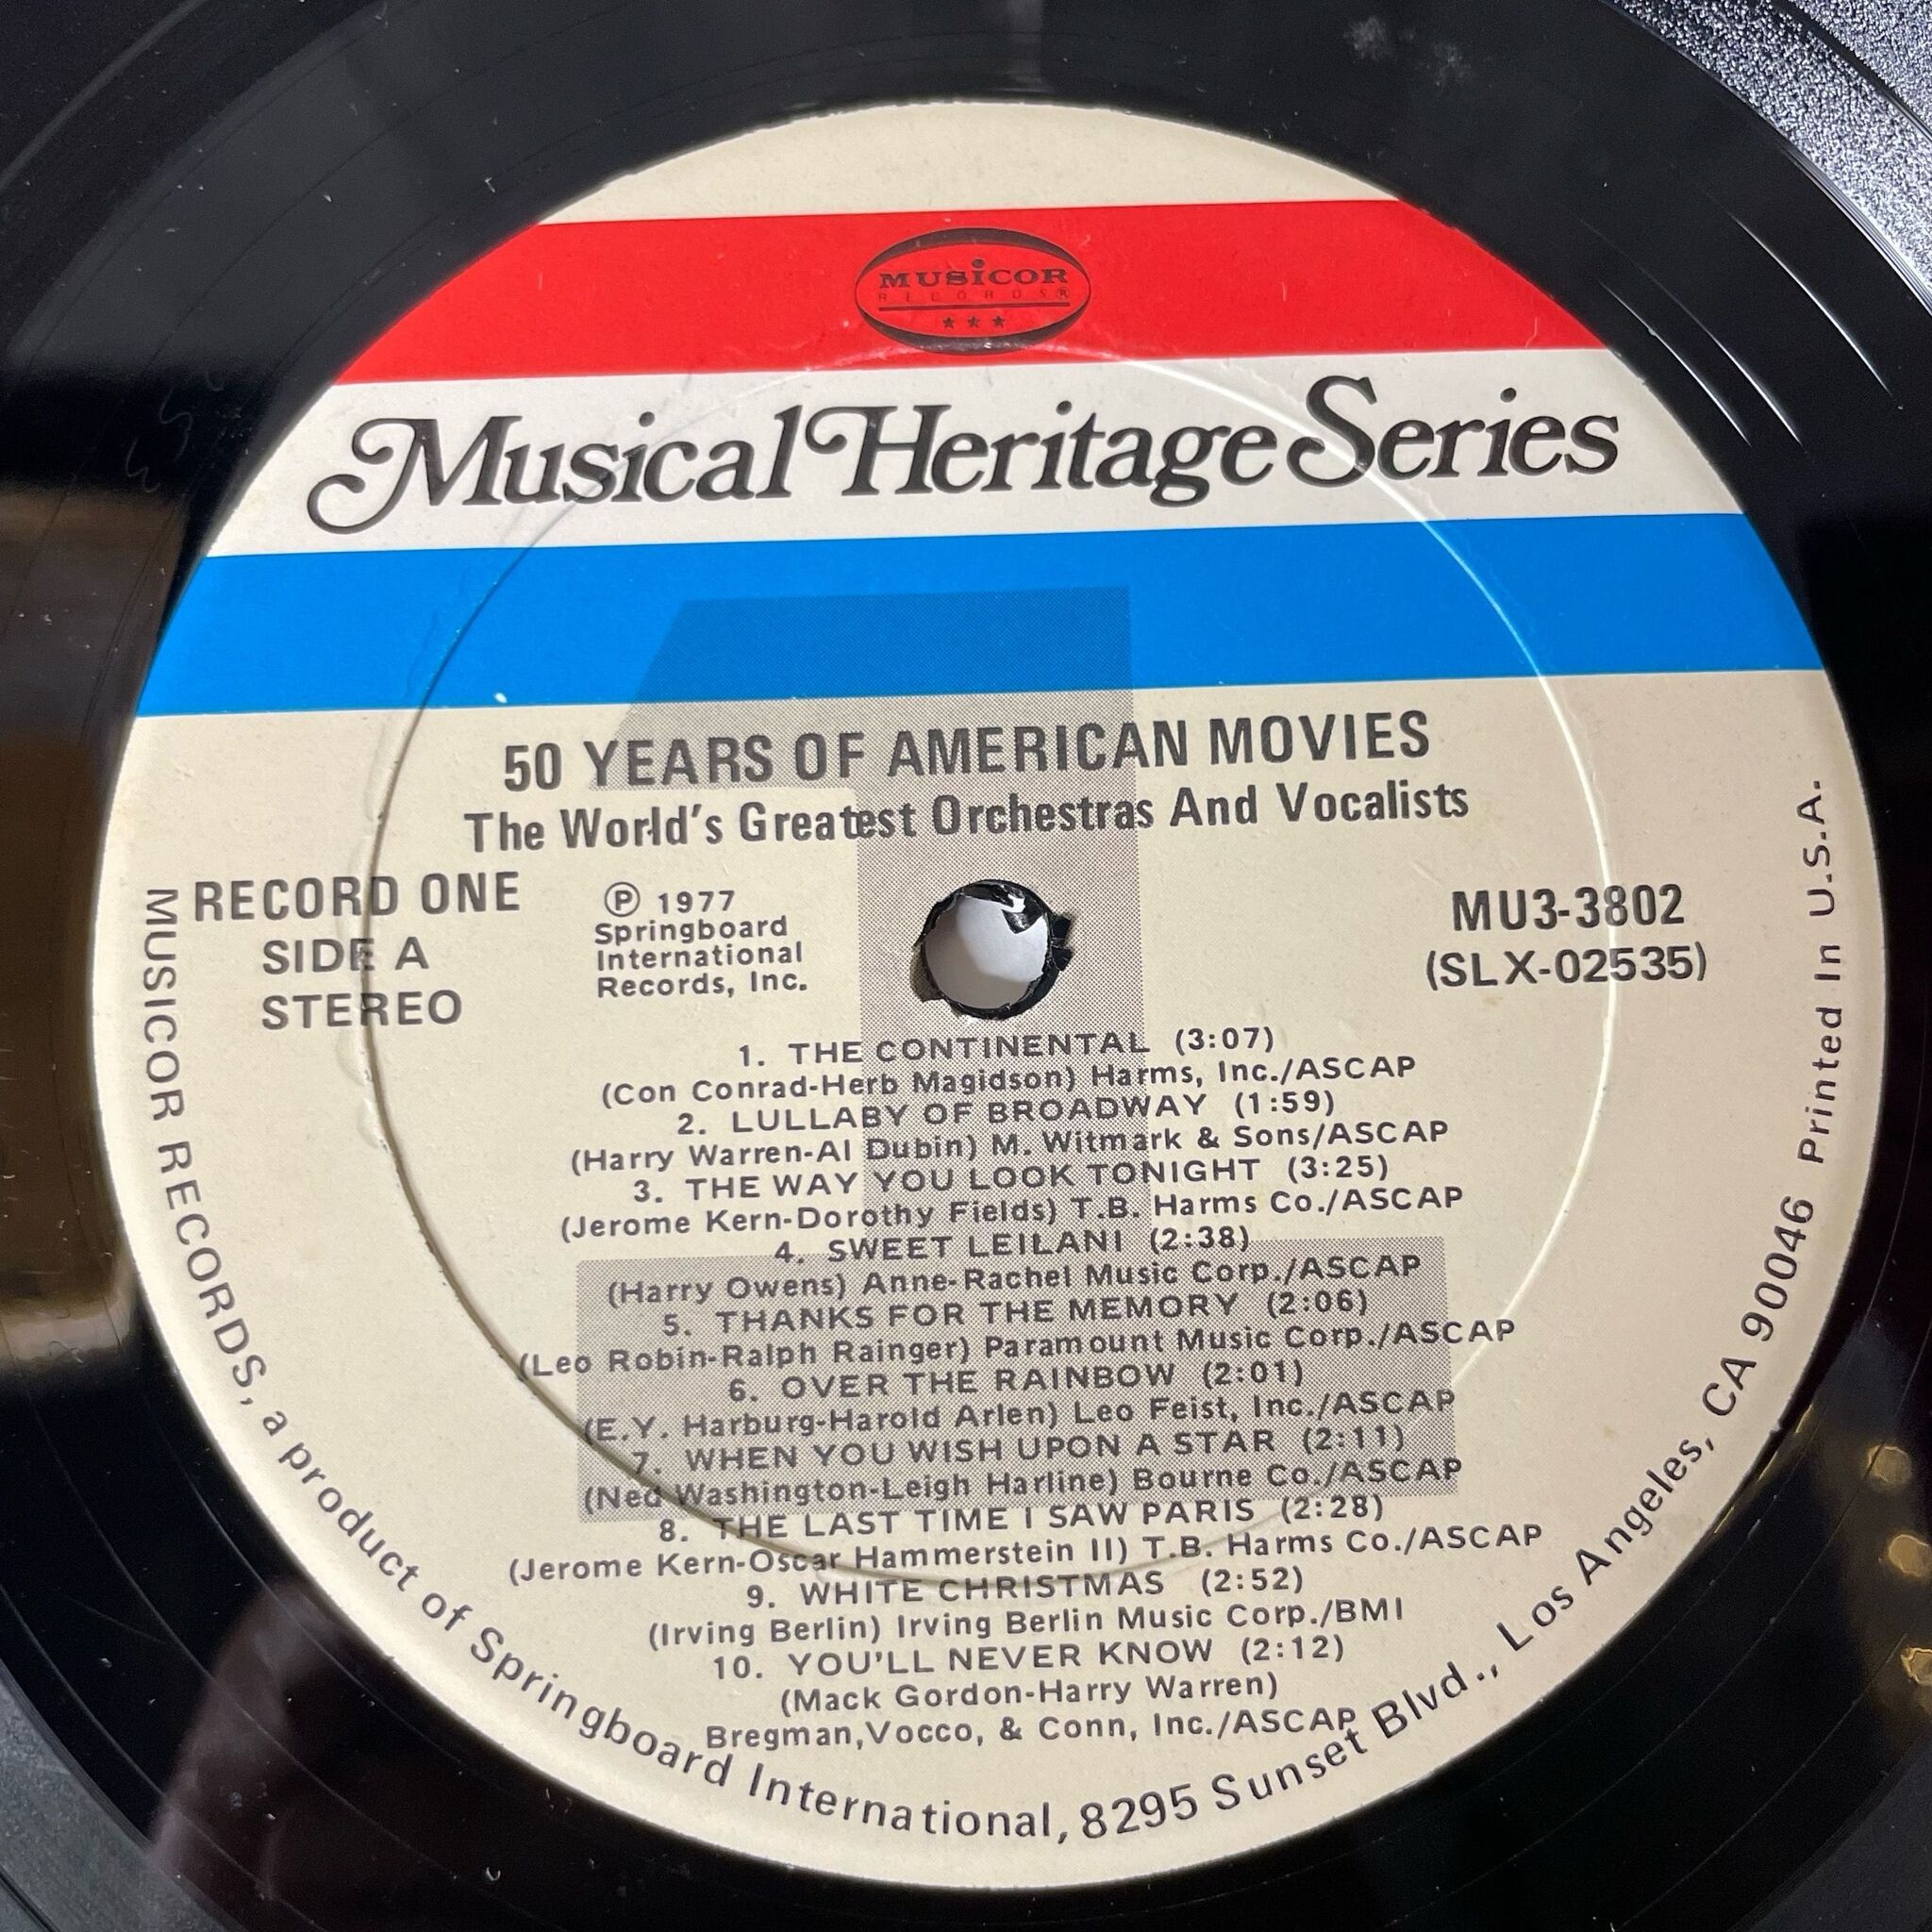 MUSICOR
RECORDS ®
Musical Heritage Series
50 YEARS OF AMERICAN MOVIES
The World's Greatest Orchestras And Vocalists
RECORD ONE
SIDE A
STEREO
Ⓟ 1977
Springboard
International
Records, Inc.
MU3-3802
(SLX-02535)
1
1. THE CONTINENTAL (3:07)
(Con Conrad-Herb Magidson) Harms, Inc./ASCAP
2. LULLABY OF BROADWAY (1:59)
(Harry Warren-Al Dubin) M. Witmark & Sons/ASCAP
3. THE WAY YOU LOOK TONIGHT (3:25)
(Jerome Kern-Dorothy Fields) T.B. Harms Co./ASCAP
4. SWEET LEILANI (2:38)
(Harry Owens) Anne-Rachel Music Corp./ASCAP
5. THANKS FOR THE MEMORY (2:06)
(Leo Robin-Ralph Rainger) Paramount Music Corp./ASCAP
6. OVER THE RAINBOW (2:01)
(E.Y. Harburg-Harold Arlen) Leo Feist, Inc./ASCAP
7. WHEN YOU WISH UPON A STAR (2:11)
(Ned Washington-Leigh Harline) Bourne Co./ASCAP
8. THE LAST TIME I SAW PARIS (2:28)
(Jerome Kern-Oscar Hammerstein II) T.B. Harms Co./ASCAP
9. WHITE CHRISTMAS (2:52)
(Irving Berlin) Irving Berlin Music Corp./BMI
10. YOU'LL NEVER KNOW (2:12)
(Mack Gordon-Harry Warren)
Bregman,Vocco, & Conn, Inc./ASCAP
MUSICOR RECORDS, a product of Springboard International, 8295 Sunset Blvd., Los Angeles, CA 90046 Printed In U.S.A.